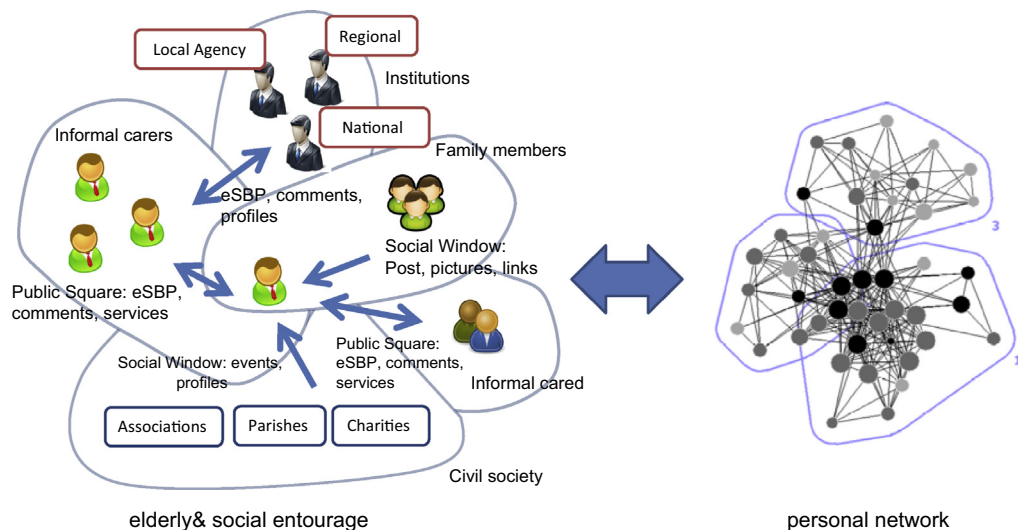 Regional
Local Agency
Institutions
National
Informal carers
Family members
eSBP, comments,
profiles
Social Window:
Post, pictures, links
Public Square: eSBP,
comments, services
Social Window: events,
profiles
Public Square:
eSBP, comments,
services
Informal cared
Associations
Parishes
Charities
Civil society
elderly& social entourage
3
1
personal network